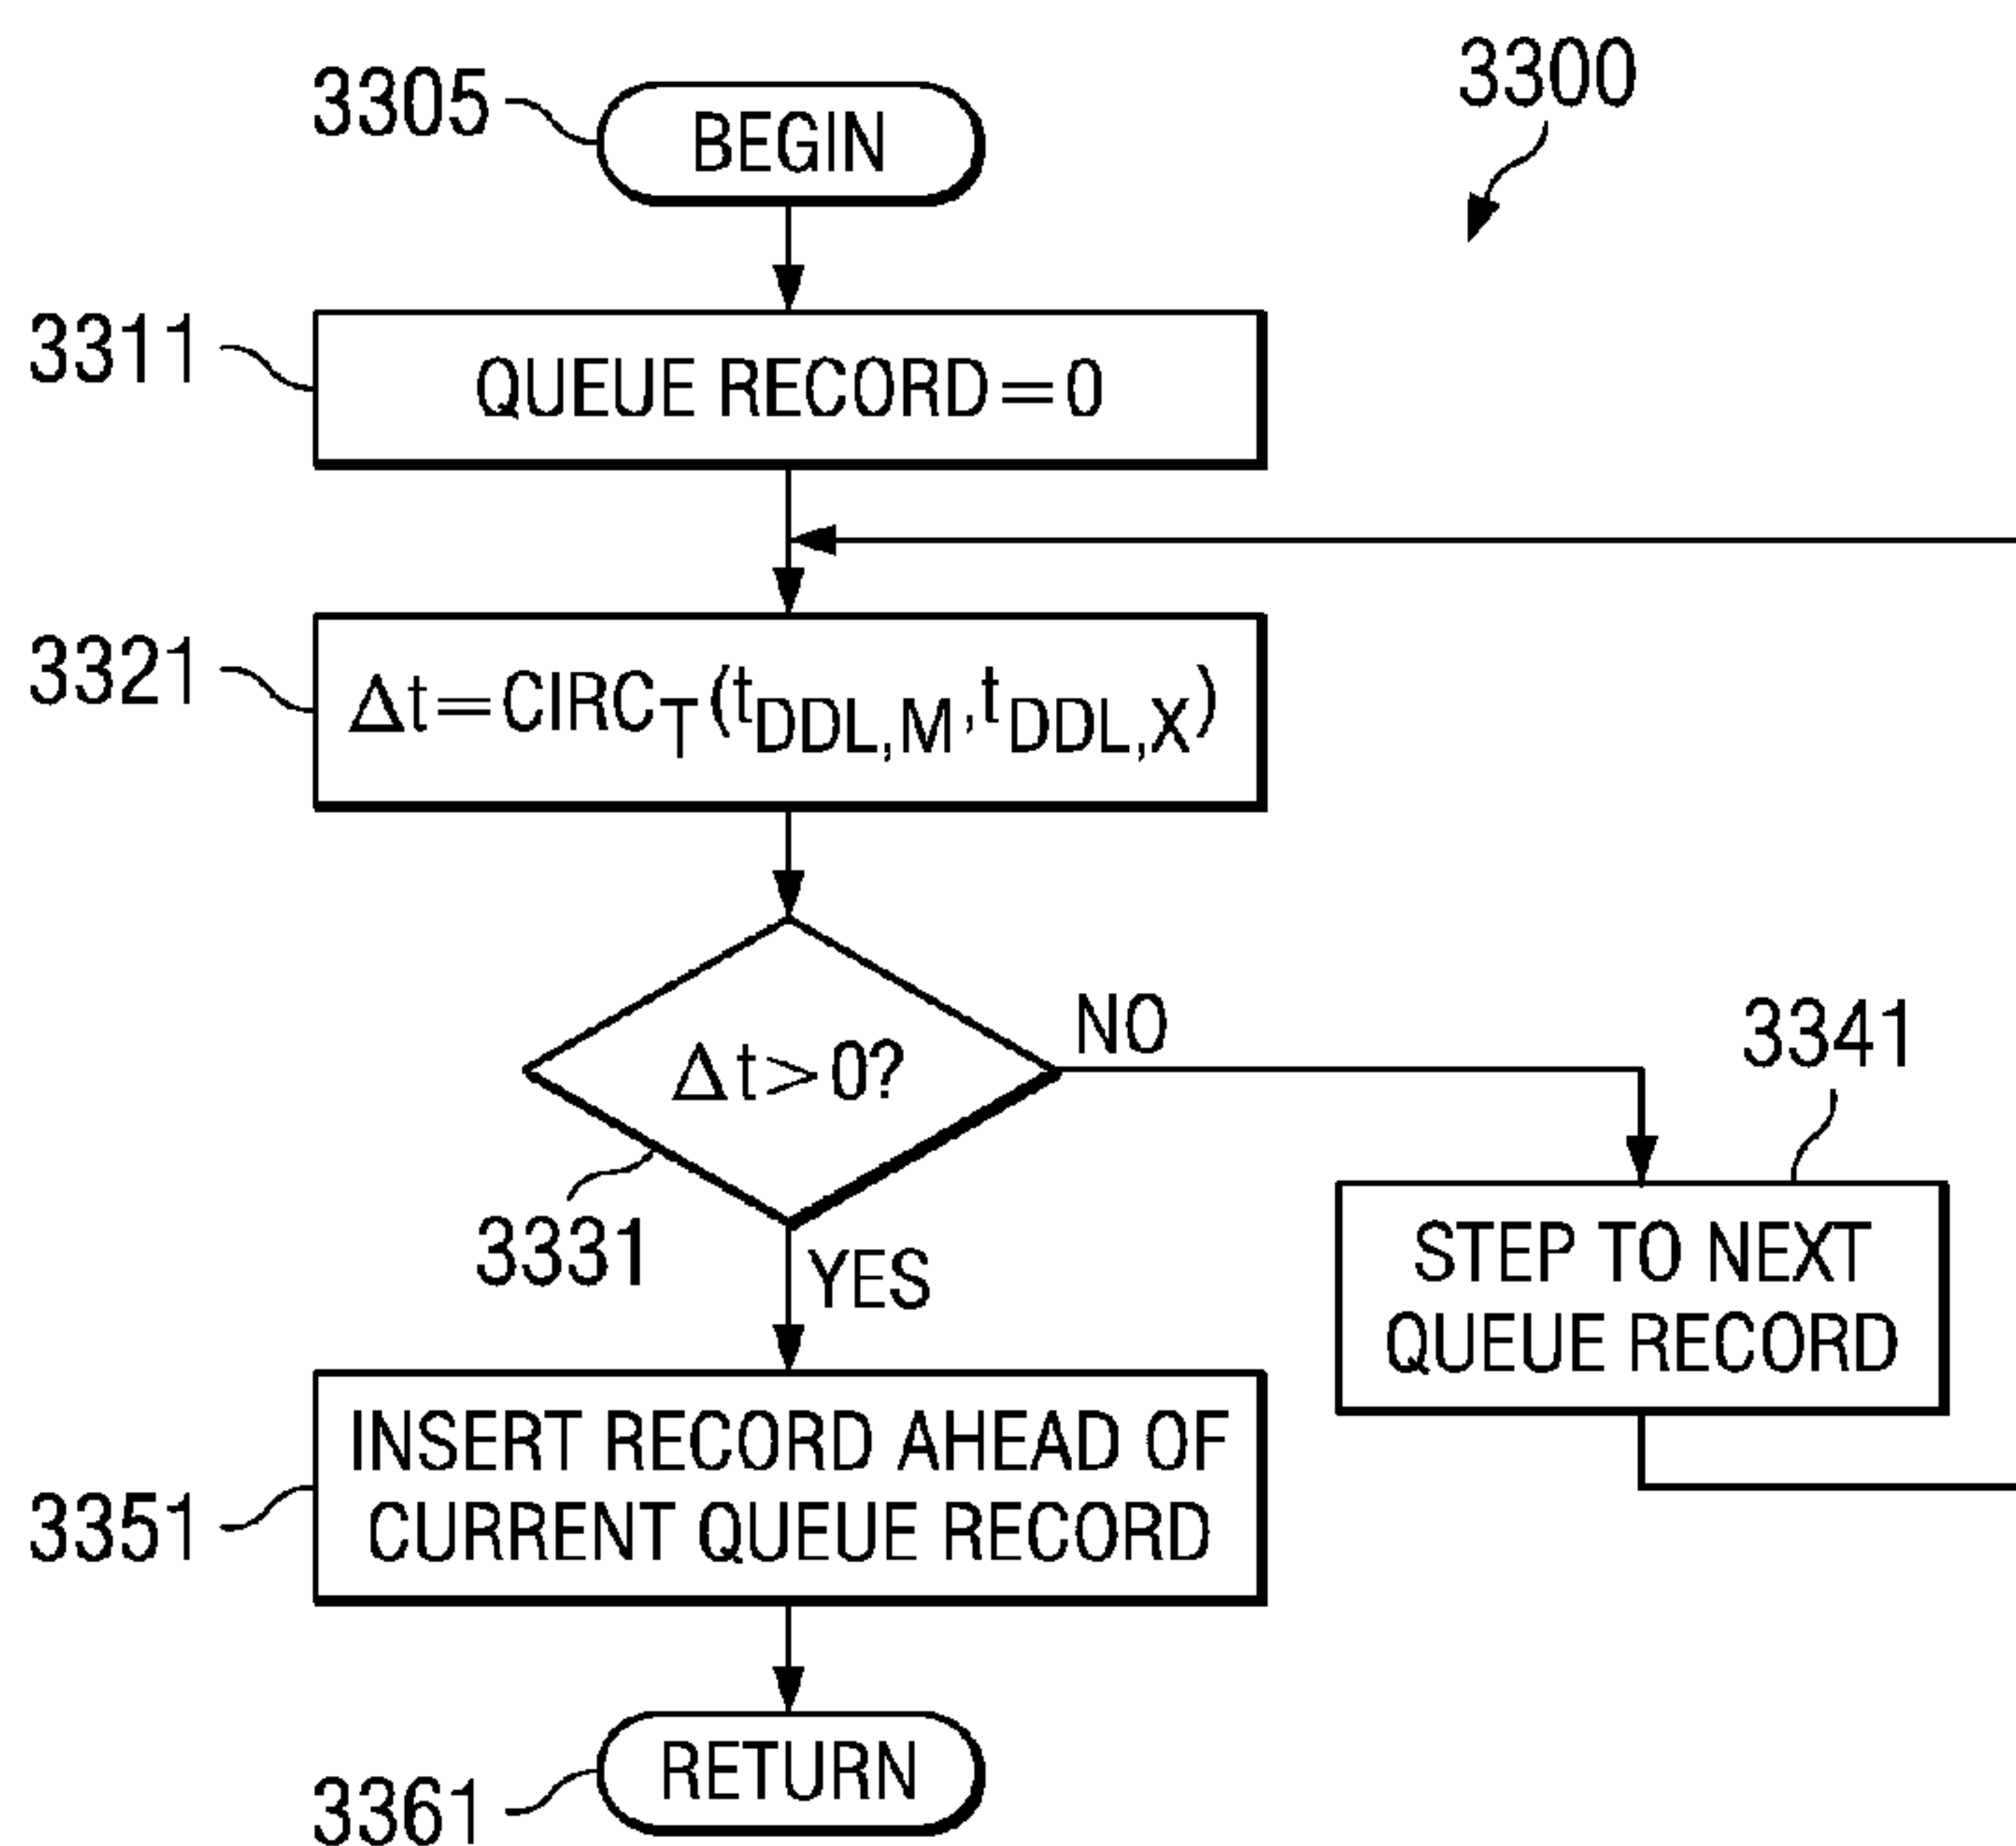 3305
BEGIN
3300
3311
QUEUE RECORD=0
3321
Δt=CIRC_T(t_DDL,M,t_DDL,X)
Δt>0?
NO
3341
3331
YES
STEP TO NEXT
QUEUE RECORD
INSERT RECORD AHEAD OF
CURRENT QUEUE RECORD
3351
RETURN
3361